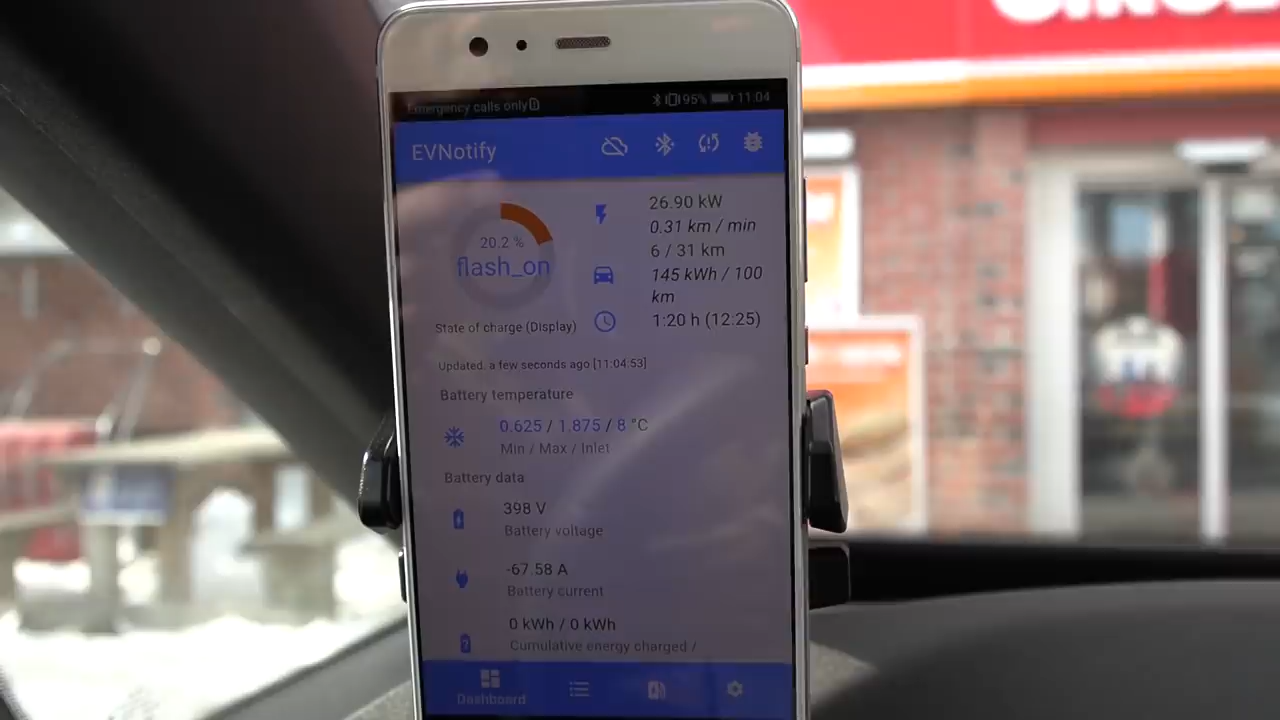 Emergency calls only
95%
11:04
EVNotify
20.2 %
flash_on
State of charge (Display)
26.90 kW
0.31 km / min
6 / 31 km
145 kWh / 100
km
1:20 h (12:25)
Updated: a few seconds ago [11:04:53]
Battery temperature
0.625 / 1.875 / 8 °C
Min / Max / Inlet
Battery data
398 V
Battery voltage
-67.58 A
Battery current
0 kWh / 0 kWh
Cumulative energy charged /
Dashboard